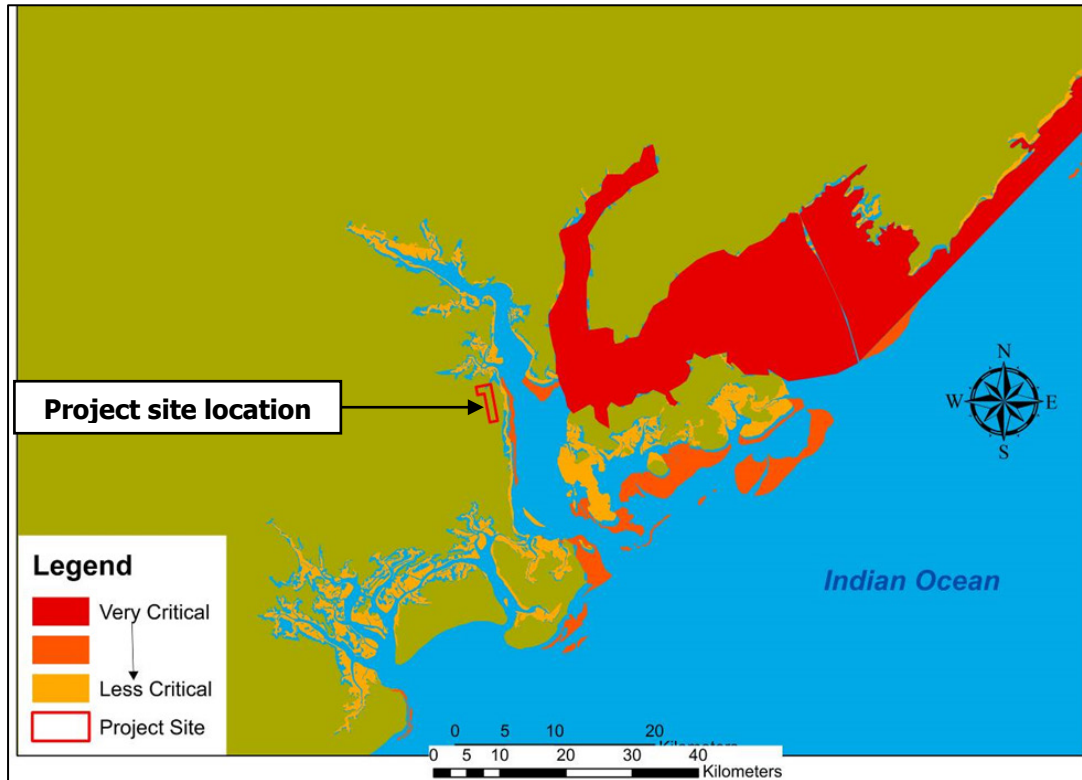 N
W E
S
Project site location
Legend
Very Critical
Less Critical
Project Site
Indian Ocean
0 5 10 20
Kilometers
0 5 10 20 30 40
Kilometers